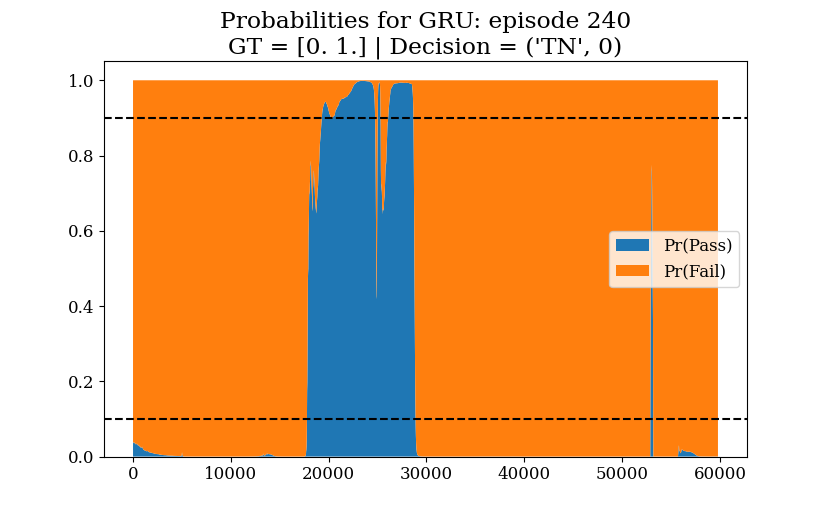 Probabilities for GRU: episode 240
GT = [0. 1.] | Decision = ('TN', 0)
1.0
0.8
0.6
0.4
0.2
0.0
Pr(Pass)
Pr(Fail)
0 10000 20000 30000 40000 50000 60000